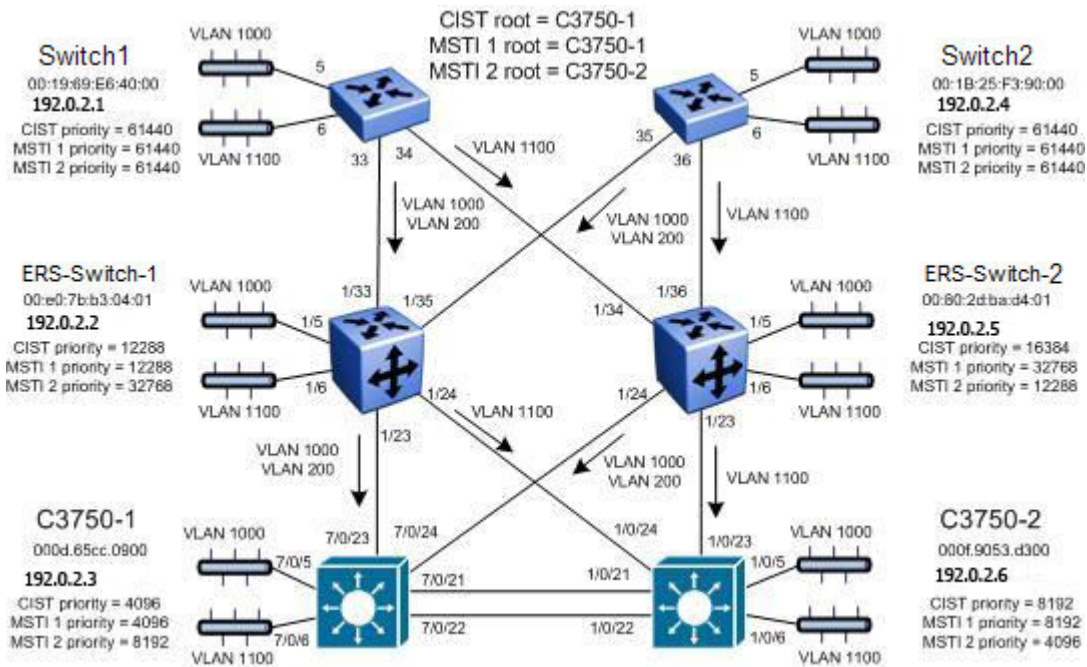 CIST root = C3750-1
MSTI 1 root = C3750-1
MSTI 2 root = C3750-2
Switch1
00:19:69:E6:40:00
192.0.2.1
CIST priority = 61440
MSTI 1 priority = 61440
MSTI 2 priority = 61440
VLAN 1000
5
6
VLAN 1100
33
34
VLAN 1100
VLAN 1000
VLAN 200
Switch2
00:1B:25:F3:90:00
192.0.2.4
CIST priority = 61440
MSTI 1 priority = 61440
MSTI 2 priority = 61440
VLAN 1000
5
6
VLAN 1100
35
36
VLAN 1000
VLAN 200
VLAN 1100
ERS-Switch-1
00:e0:7b:b3:04:01
192.0.2.2
CIST priority = 12288
MSTI 1 priority = 12288
MSTI 2 priority = 32768
VLAN 1000
1/5
1/6
VLAN 1100
1/33
1/35
1/24
1/23
VLAN 1100
VLAN 1000
VLAN 200
ERS-Switch-2
00:80:2d:ba:d4:01
192.0.2.5
CIST priority = 16384
MSTI 1 priority = 32768
MSTI 2 priority = 12288
VLAN 1000
1/5
1/6
VLAN 1100
1/36
1/34
1/24
1/23
VLAN 1000
VLAN 200
VLAN 1100
C3750-1
000d.65cc.0900
192.0.2.3
CIST priority = 4096
MSTI 1 priority = 4096
MSTI 2 priority = 8192
VLAN 1000
7/0/5
7/0/6
VLAN 1100
7/0/23
7/0/24
7/0/21
7/0/22
C3750-2
000f.9053.d300
192.0.2.6
CIST priority = 8192
MSTI 1 priority = 8192
MSTI 2 priority = 4096
VLAN 1000
1/0/5
1/0/6
VLAN 1100
1/0/24
1/0/23
1/0/21
1/0/22